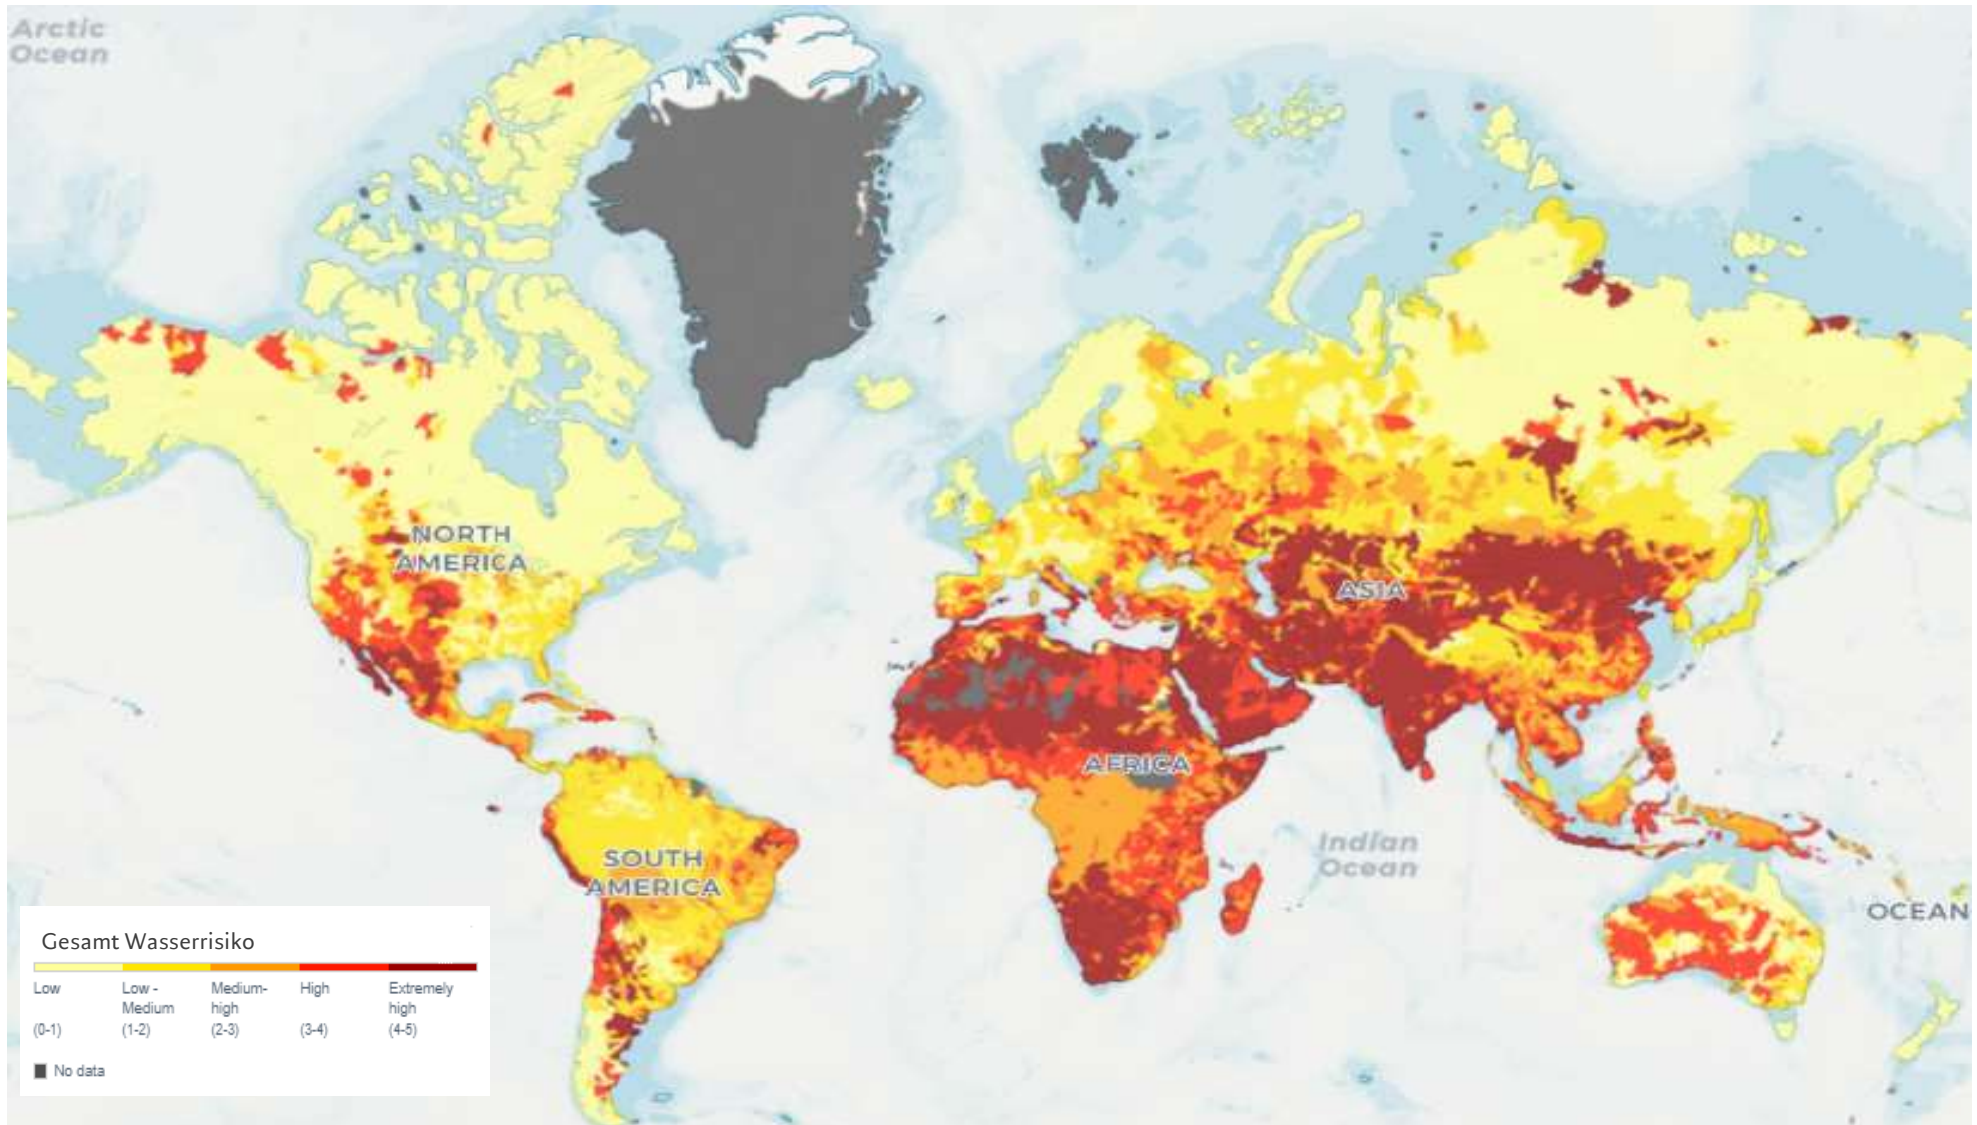 Arctic
Ocean
NORTH
AMERICA
ASIA
AFRICA
SOUTH
AMERICA
Indian
Ocean
OCEAN
Gesamt Wasserrisiko
Low
Low -
Medium
Medium-
high
High
Extremely
high
(0-1)
(1-2)
(2-3)
(3-4)
(4-5)
No data